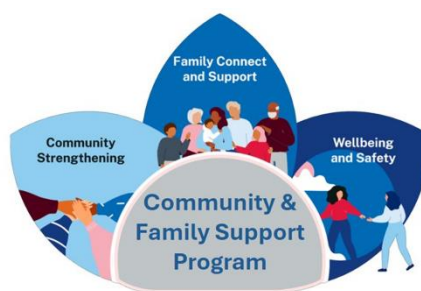 Family Connect
and Support
Community
Strengthening
Wellbeing
and Safety
Community &
Family Support
Program